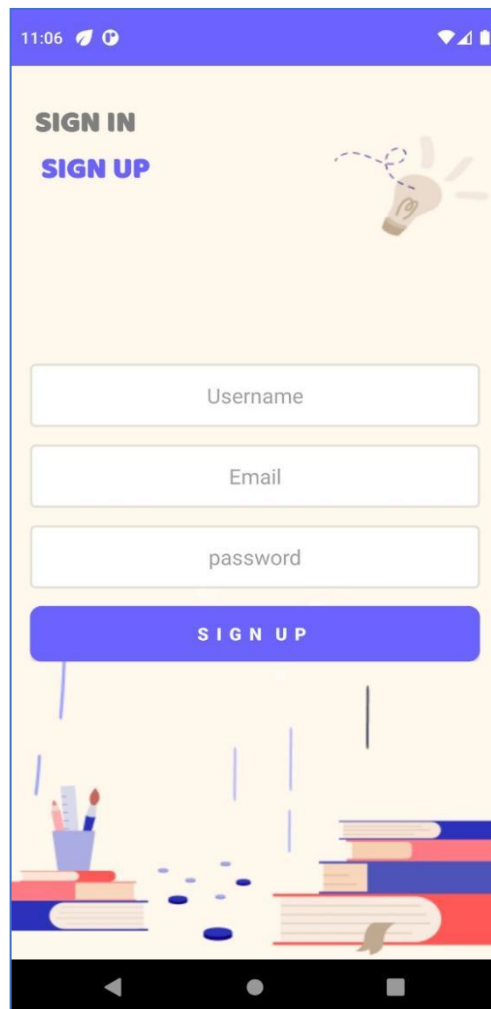 11:06
SIGN IN
SIGN UP
Username
Email
password
SIGN UP